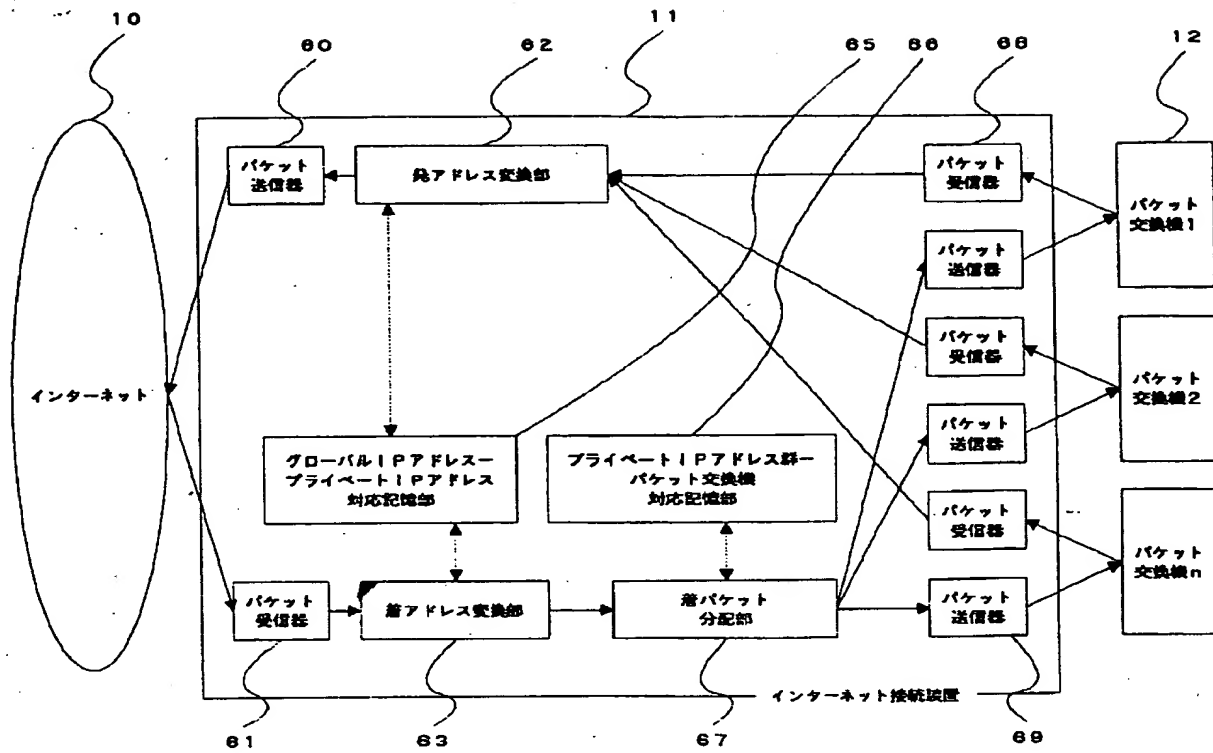 10
60
62
11
65
66
68
12
パケット
送信器
発アドレス変換部
パケット
受信器
パケット
交換機1
パケット
送信器
パケット
受信器
インターネット
パケット
交換機2
パケット
送信器
グローバルIPアドレスー
プライベートIPアドレス
対応記憶部
プライベートIPアドレス群ー
パケット交換機
対応記憶部
パケット
受信器
パケット
交換機n
パケット
受信器
着アドレス変換部
着パケット
分配部
パケット
送信器
インターネット接続装置
61
63
67
69